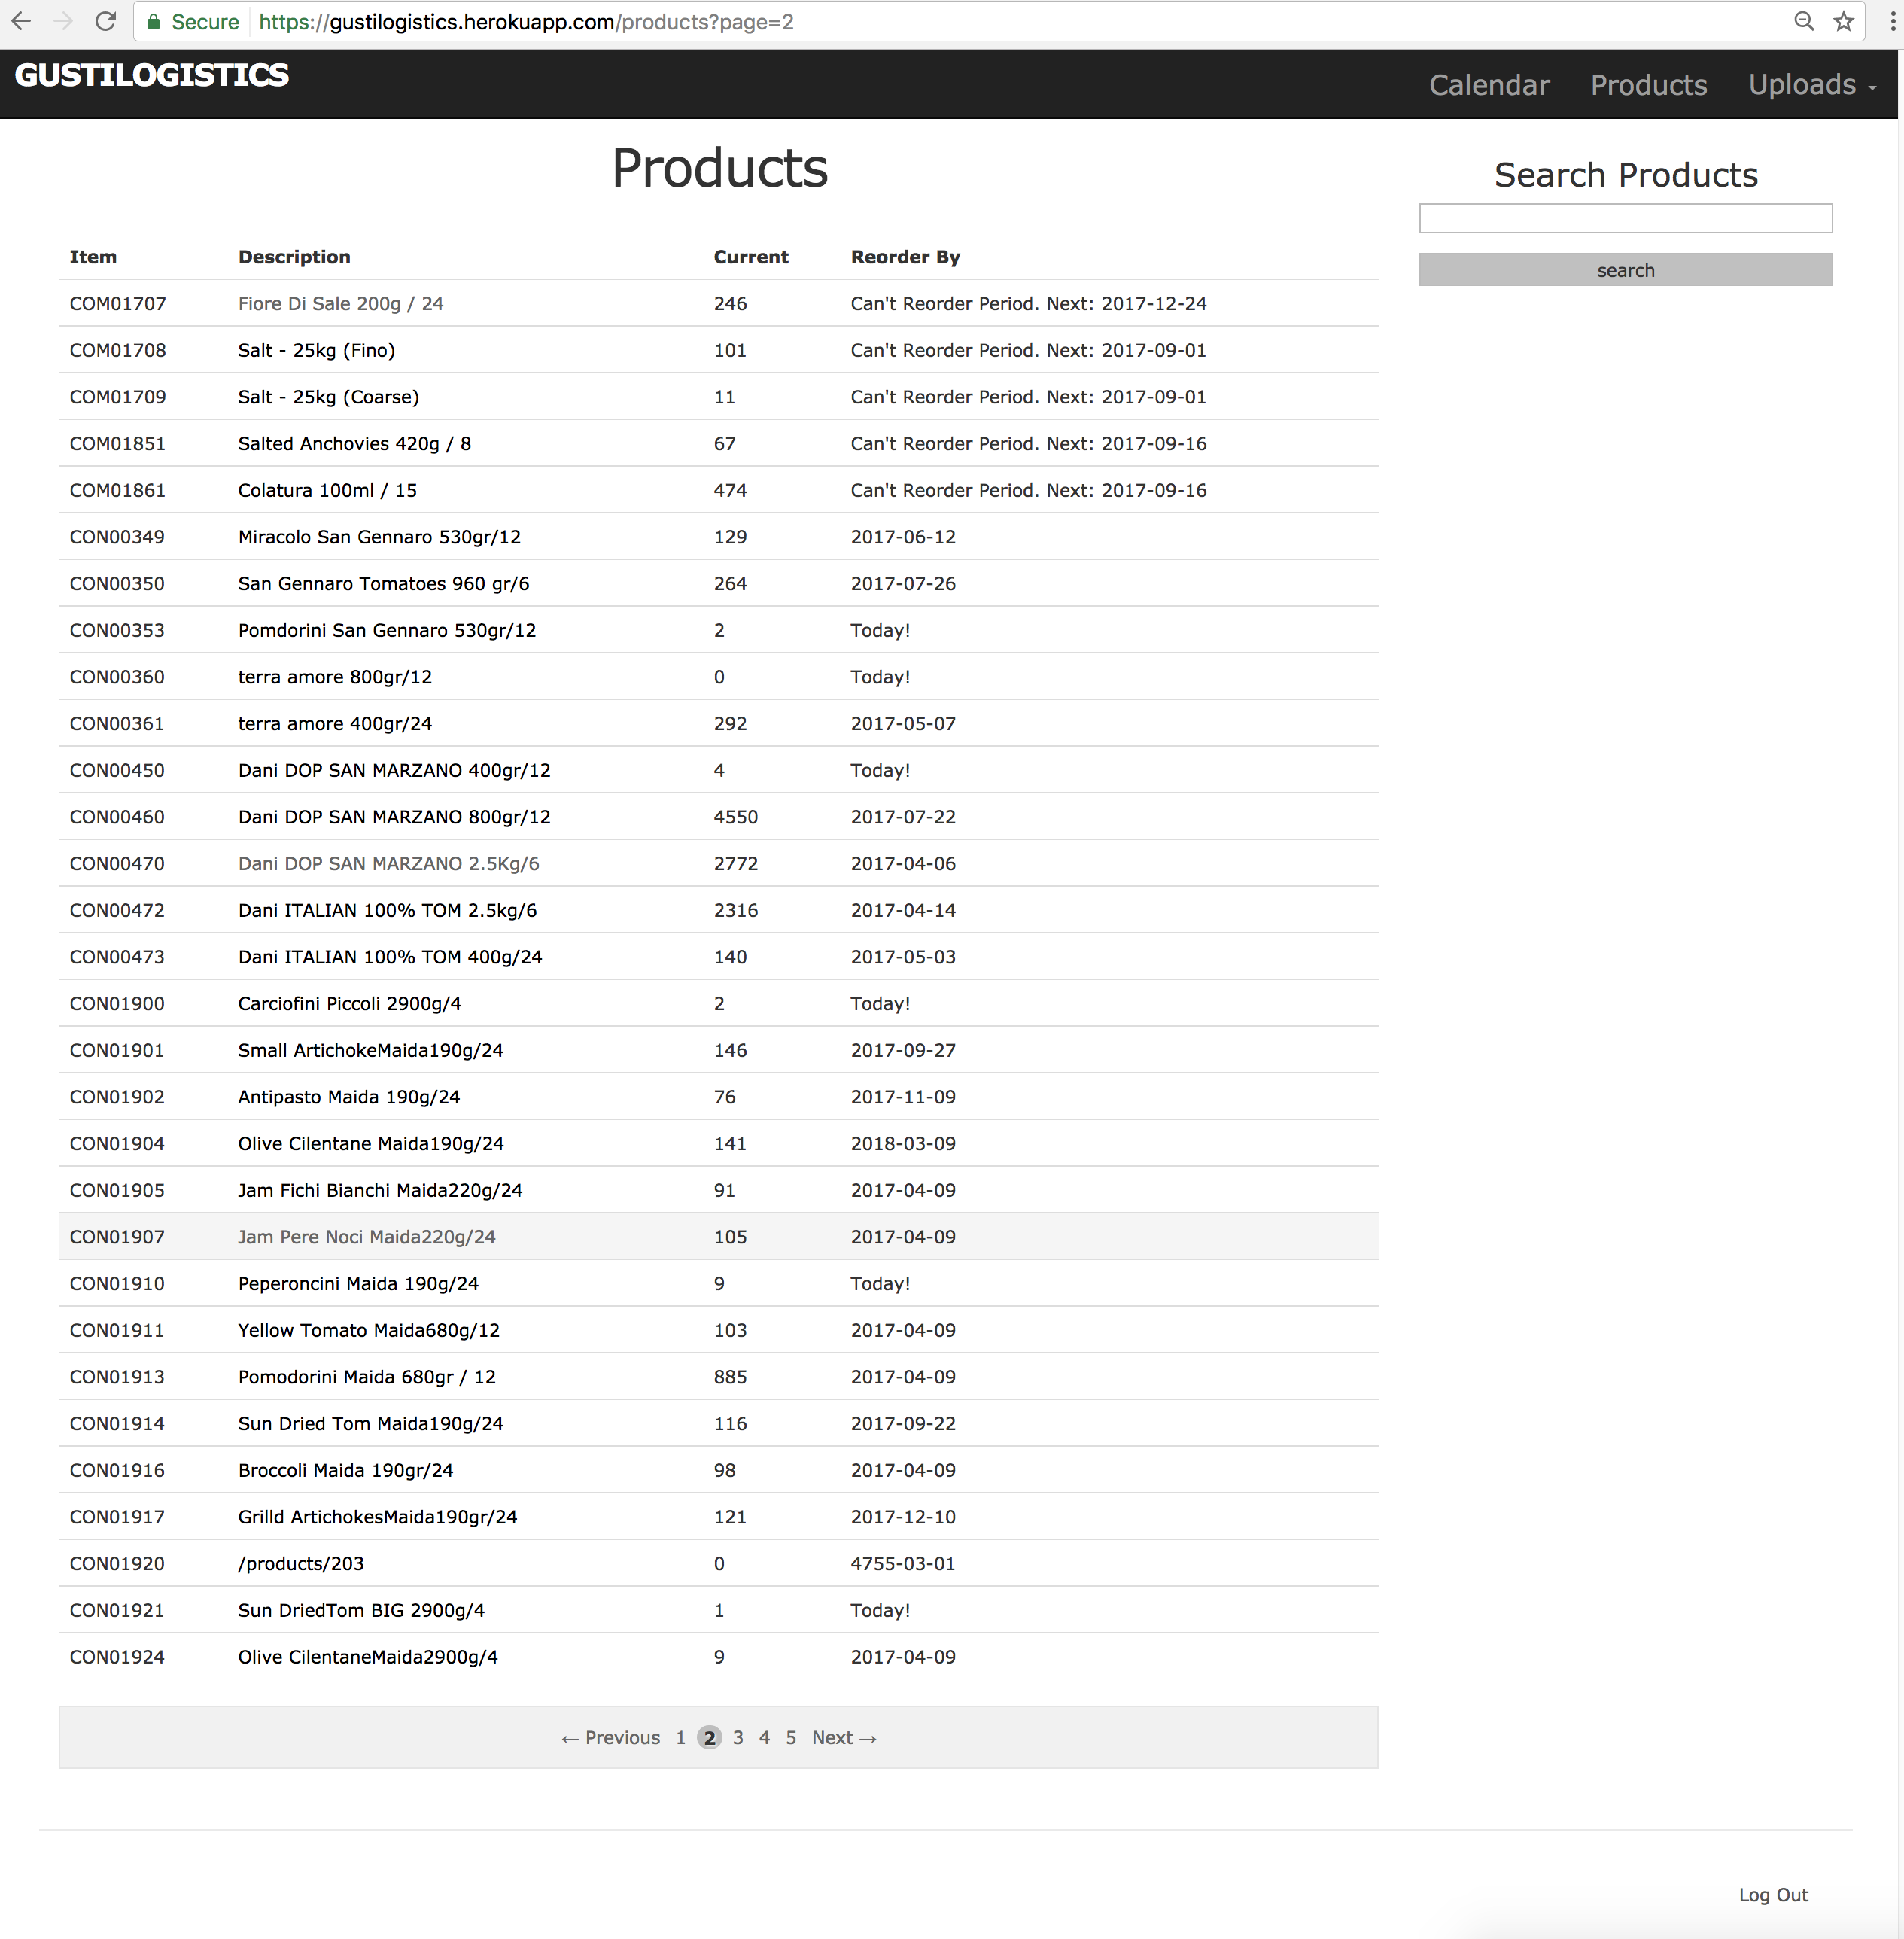 Secure https://gustilogistics.herokuapp.com/products?page=2
GUSTILOGISTICS Calendar Products Uploads
Products
Search Products
search
Item Description Current Reorder By
COM01707 Fiore Di Sale 200g / 24 246 Can't Reorder Period. Next: 2017-12-24
COM01708 Salt - 25kg (Fino) 101 Can't Reorder Period. Next: 2017-09-01
COM01709 Salt - 25kg (Coarse) 11 Can't Reorder Period. Next: 2017-09-01
COM01851 Salted Anchovies 420g / 8 67 Can't Reorder Period. Next: 2017-09-16
COM01861 Colatura 100ml / 15 474 Can't Reorder Period. Next: 2017-09-16
CON00349 Miracolo San Gennaro 530gr/12 129 2017-06-12
CON00350 San Gennaro Tomatoes 960 gr/6 264 2017-07-26
CON00353 Pomdorini San Gennaro 530gr/12 2 Today!
CON00360 terra amore 800gr/12 0 Today!
CON00361 terra amore 400gr/24 292 2017-05-07
CON00450 Dani DOP SAN MARZANO 400gr/12 4 Today!
CON00460 Dani DOP SAN MARZANO 800gr/12 4550 2017-07-22
CON00470 Dani DOP SAN MARZANO 2.5Kg/6 2772 2017-04-06
CON00472 Dani ITALIAN 100% TOM 2.5kg/6 2316 2017-04-14
CON00473 Dani ITALIAN 100% TOM 400g/24 140 2017-05-03
CON01900 Carciofini Piccoli 2900g/4 2 Today!
CON01901 Small ArtichokeMaida190g/24 146 2017-09-27
CON01902 Antipasto Maida 190g/24 76 2017-11-09
CON01904 Olive Cilentane Maida190g/24 141 2018-03-09
CON01905 Jam Fichi Bianchi Maida220g/24 91 2017-04-09
CON01907 Jam Pere Noci Maida220g/24 105 2017-04-09
CON01910 Peperoncini Maida 190g/24 9 Today!
CON01911 Yellow Tomato Maida680g/12 103 2017-04-09
CON01913 Pomodorini Maida 680gr / 12 885 2017-04-09
CON01914 Sun Dried Tom Maida190g/24 116 2017-09-22
CON01916 Broccoli Maida 190gr/24 98 2017-04-09
CON01917 Grilld ArtichokesMaida190gr/24 121 2017-12-10
CON01920 /products/203 0 4755-03-01
CON01921 Sun DriedTom BIG 2900g/4 1 Today!
CON01924 Olive CilentaneMaida2900g/4 9 2017-04-09
← Previous 1 2 3 4 5 Next →
Log Out